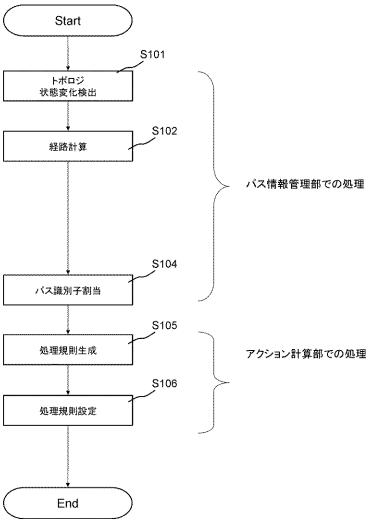 Start
S101
トポロジ
状態変化検出
S102
経路計算
パス情報管理部での処理
S104
パス識別子割当
S105
処理規則生成
アクション計算部での処理
S106
処理規則設定
End